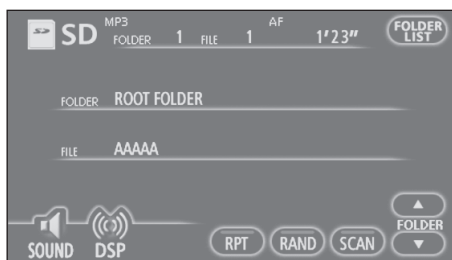 SD MP3 AF FOLDER LIST
FOLDER 1 FILE 1 1'23"
FOLDER ROOT FOLDER
FILE AAAAA
FOLDER
SOUND DSP RPT RAND SCAN